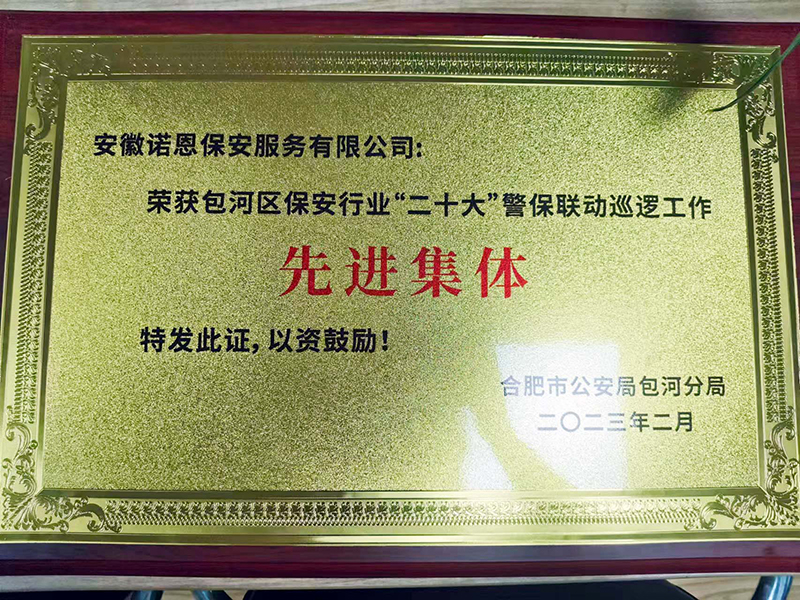 安徽诺恩保安服务有限公司:
荣获包河区保安行业“二十大”警保联动巡逻工作
先进集体
特发此证,以资鼓励!
合肥市公安局包河分局
二〇二三年二月